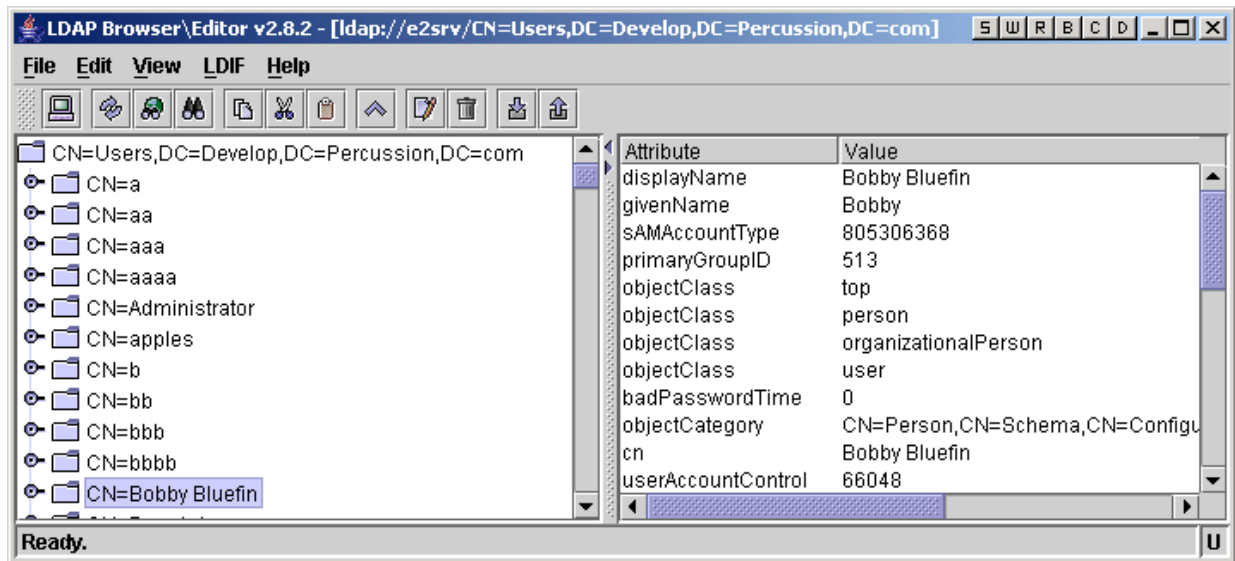 LDAP Browser\Editor v2.8.2 - [ldap://e2srv/CN=Users,DC=Develop,DC=Percussion,DC=com] S W R B C D
File Edit View LDIF Help
CN=Users,DC=Develop,DC=Percussion,DC=com
CN=a
CN=aa
CN=aaa
CN=aaaa
CN=Administrator
CN=apples
CN=b
CN=bb
CN=bbb
CN=bbbb
CN=Bobby Bluefin
Attribute Value
displayName Bobby Bluefin
givenName Bobby
sAMAccountType 805306368
primaryGroupID 513
objectClass top
objectClass person
objectClass organizationalPerson
objectClass user
badPasswordTime 0
objectCategory CN=Person,CN=Schema,CN=Configu
cn Bobby Bluefin
userAccountControl 66048
Ready. U